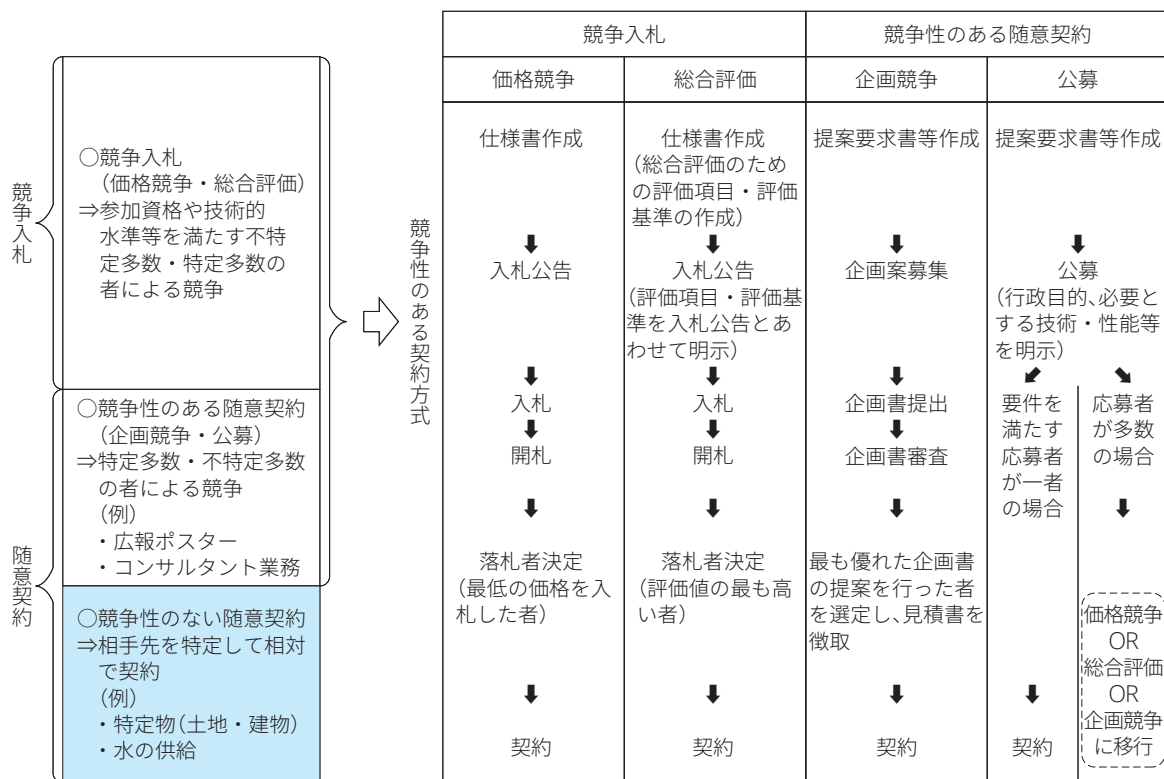 競争入札
○競争入札
(価格競争・総合評価)
⇒参加資格や技術的
水準等を満たす不特
定多数・特定多数の
者による競争
随意契約
○競争性のある随意契約
(企画競争・公募)
⇒特定多数・不特定多数
の者による競争
(例)
・広報ポスター
・コンサルタント業務
○競争性のない随意契約
⇒相手先を特定して相対
で契約
(例)
・特定物(土地・建物)
・水の供給
競争性のある契約方式
競争入札
競争性のある随意契約
価格競争
総合評価
企画競争
公募
仕様書作成
入札公告
入札
開札
落札者決定
(最低の価格を入
札した者)
契約
仕様書作成
(総合評価のため
の評価項目・評価
基準の作成)
入札公告
(評価項目・評価基
準を入札公告とあ
わせて明示)
入札
開札
落札者決定
(評価値の最も高
い者)
契約
提案要求書等作成
企画案募集
企画書提出
企画書審査
最も優れた企画書
の提案を行った者
を選定し、見積書を
徴取
契約
提案要求書等作成
公募
(行政目的、必要と
する技術・性能等
を明示)
要件を
満たす
応募者
が一者
の場合
契約
応募者
が多数
の場合
価格競争
OR
総合評価
OR
企画競争
に移行